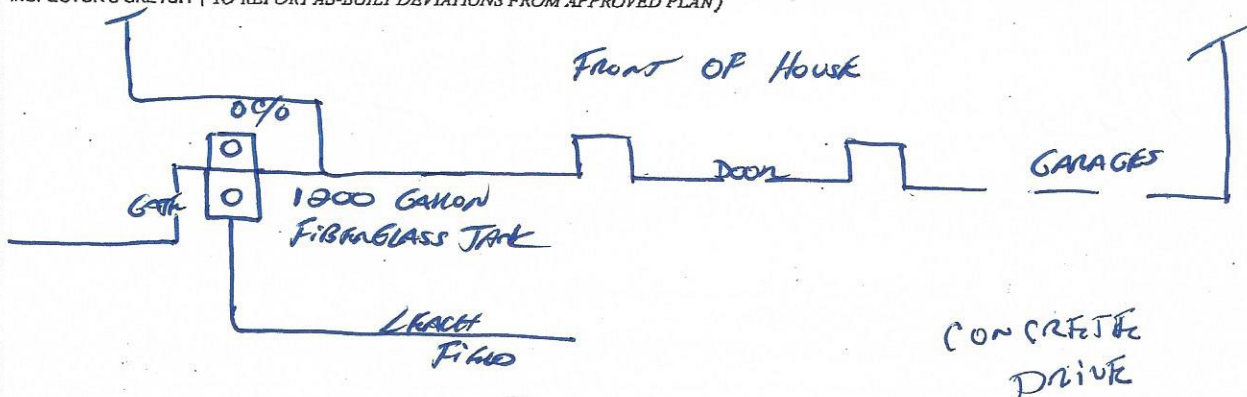 INSPECTOR'S SKETCH (TO REPORT AS-BUILT DEVIATIONS FROM APPROVED PLAN)
FRONT OF HOUSE
o C/o
DOOR
GARAGES
GATE
1200 GALLON
FIBERGLASS TANK
LEACH
FIELD
CONCRETE
DRIVE